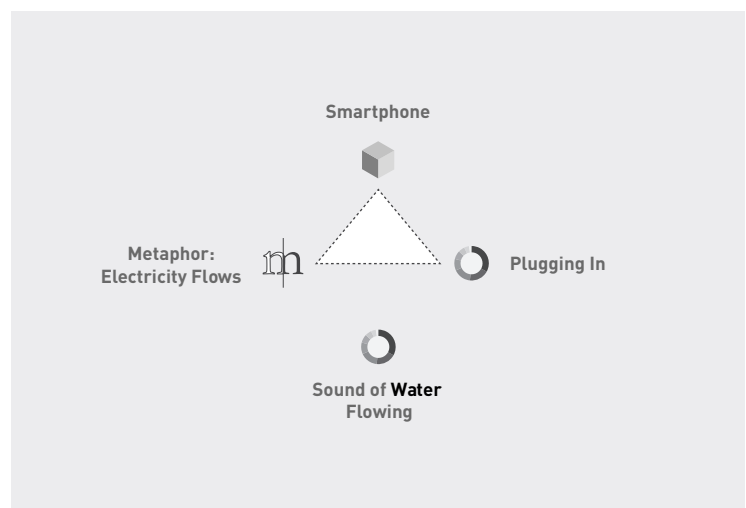 Smartphone
Metaphor:
Electricity Flows
Plugging In
Sound of Water
Flowing